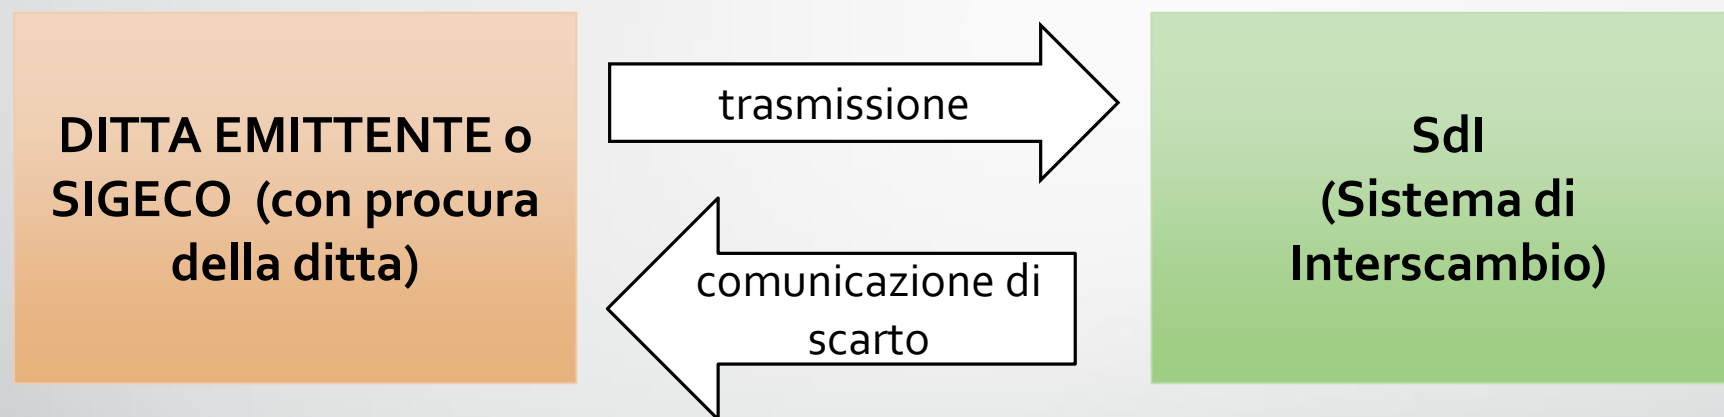 DITTA EMITTENTE o
SIGECO (con procura
della ditta)
trasmissione
comunicazione di
scarto
SdI
(Sistema di
Interscambio)